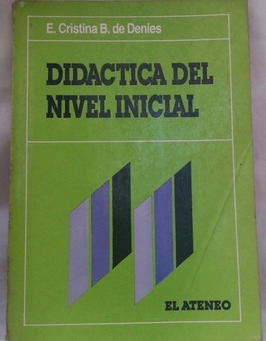 E. Cristina B. de Denies
DIDACTICA DEL
NIVEL INICIAL
EL ATENEO